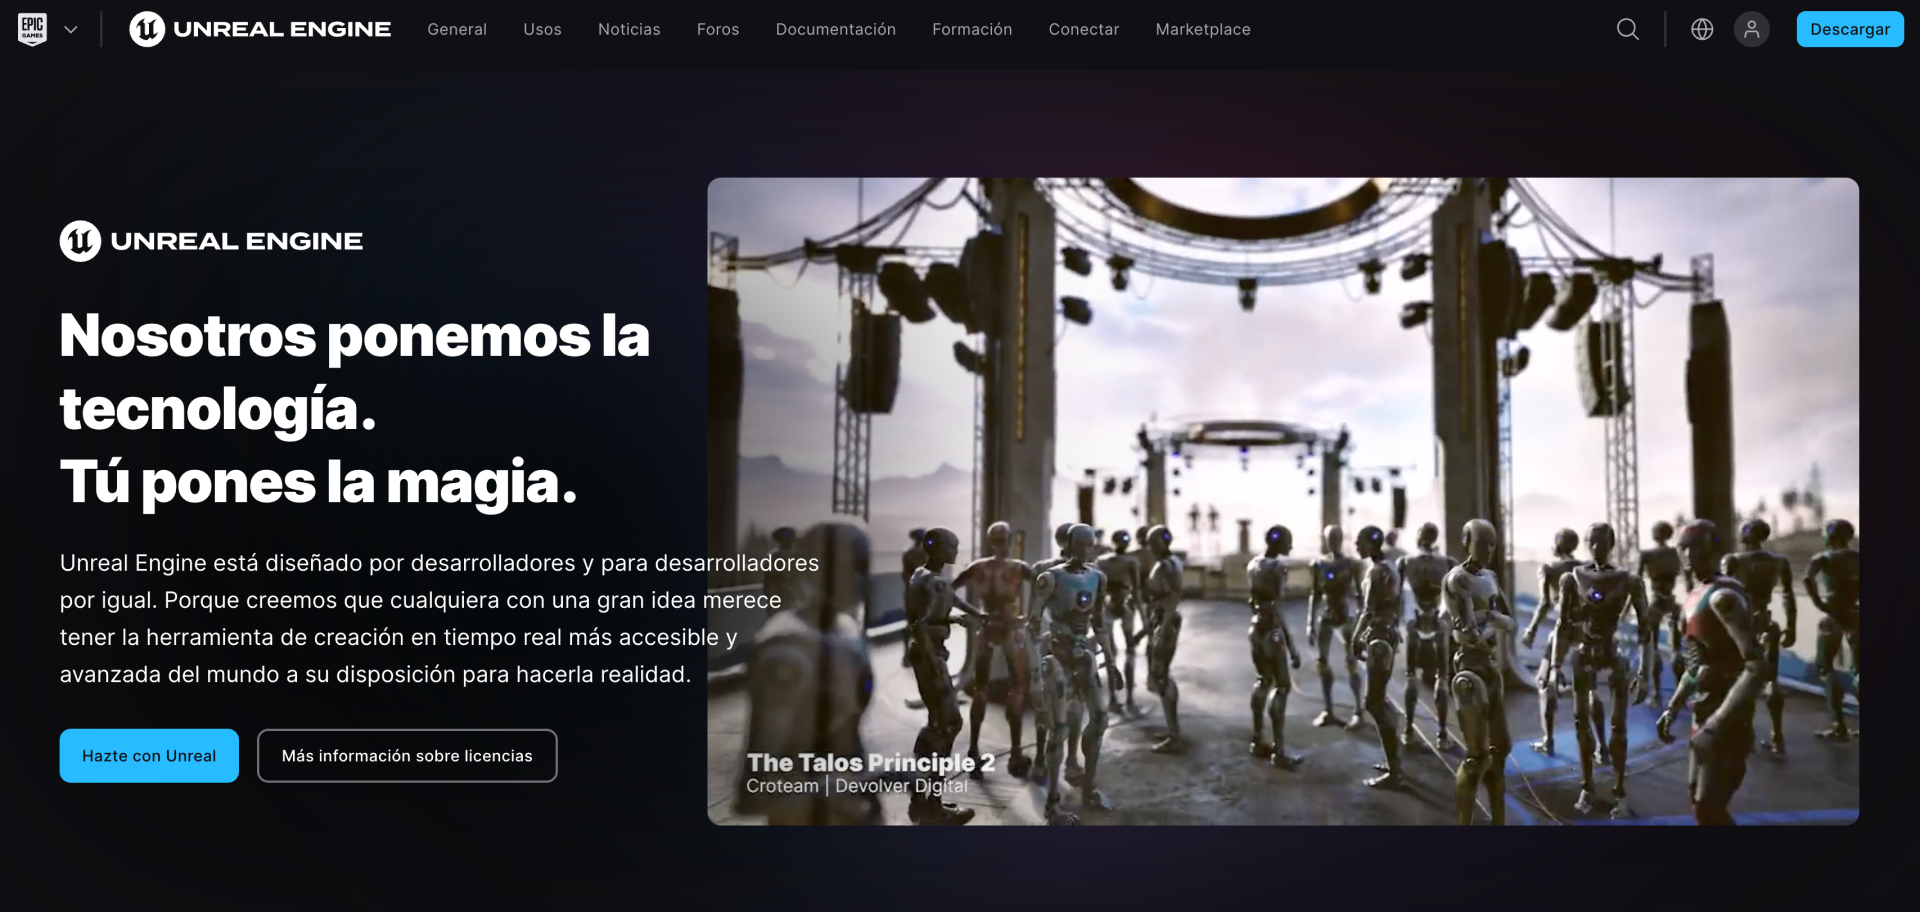 EPIC GAMES
UNREAL ENGINE
General
Usos
Noticias
Foros
Documentación
Formación
Conectar
Marketplace
Descargar
UNREAL ENGINE
Nosotros ponemos la
tecnología.
Tú pones la magia.
Unreal Engine está diseñado por desarrolladores y para desarrolladores
por igual. Porque creemos que cualquiera con una gran idea merece
tener la herramienta de creación en tiempo real más accesible y
avanzada del mundo a su disposición para hacerla realidad.
Hazte con Unreal
Más información sobre licencias
The Talos Principle 2
Croteam | Devolver Digital